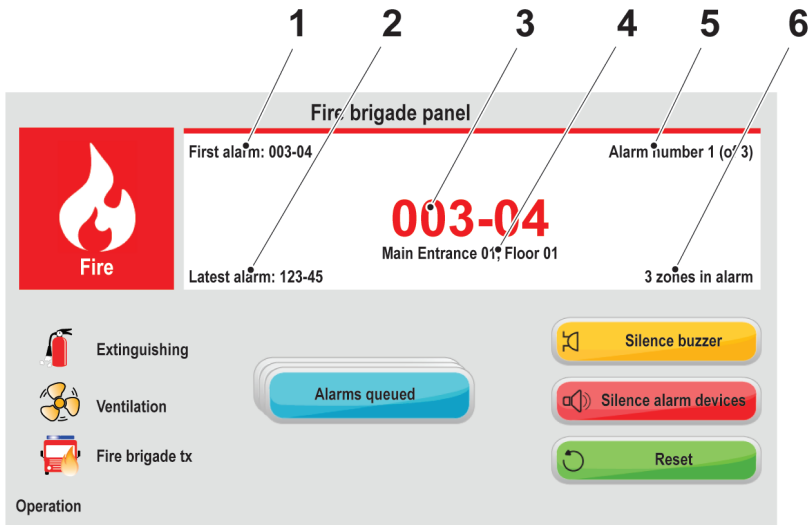 1 2 3 4 5 6
Fire brigade panel
First alarm: 003-04
Alarm number 1 (of 3)
003-04
Main Entrance 01, Floor 01
Fire
Latest alarm: 123-45
3 zones in alarm
Extinguishing
Silence buzzer
Alarms queued
Ventilation
Silence alarm devices
Fire brigade tx
Reset
Operation